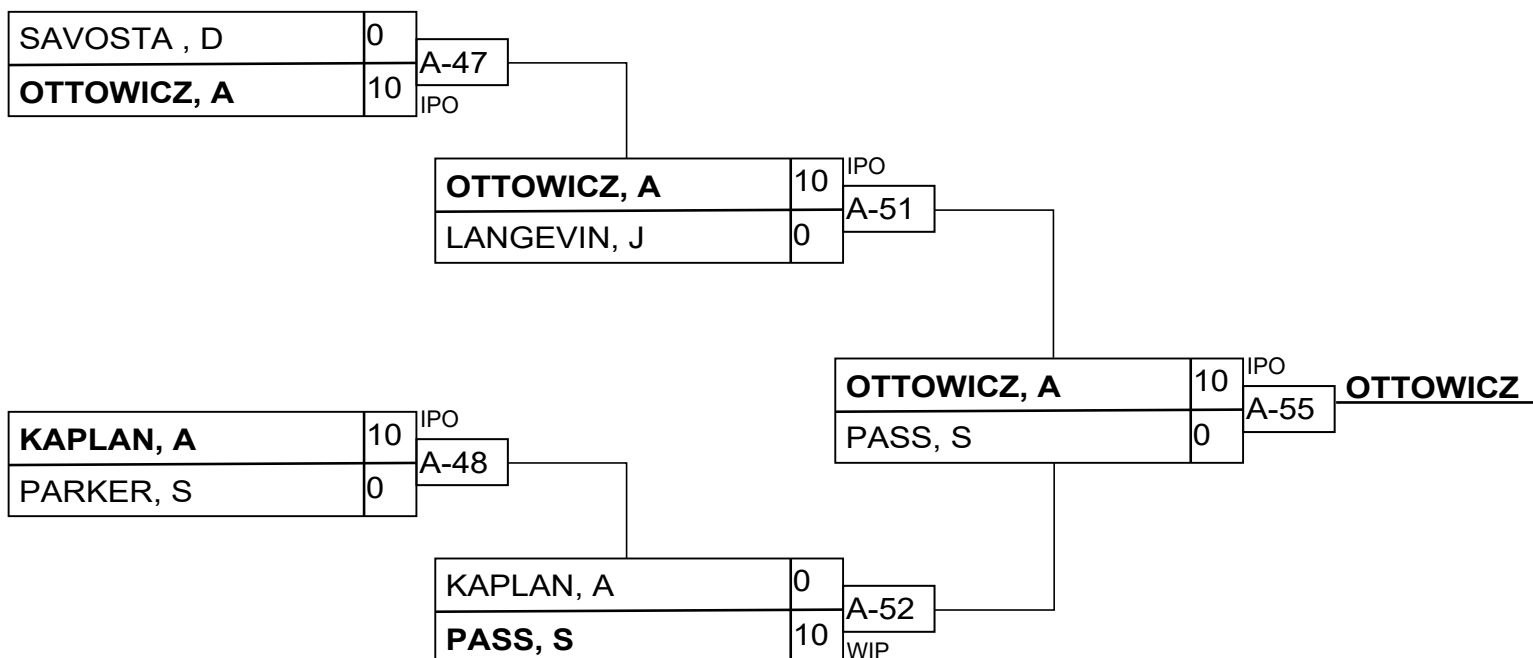 SAVOSTA , D 0
A-47
OTTOWICZ, A 10
IPO
OTTOWICZ, A 10 IPO
A-51
LANGEVIN, J 0
OTTOWICZ, A 10 IPO
A-55 OTTOWICZ
PASS, S 0
KAPLAN, A 10 IPO
A-48
PARKER, S 0
KAPLAN, A 0
A-52
PASS, S 10
WIP